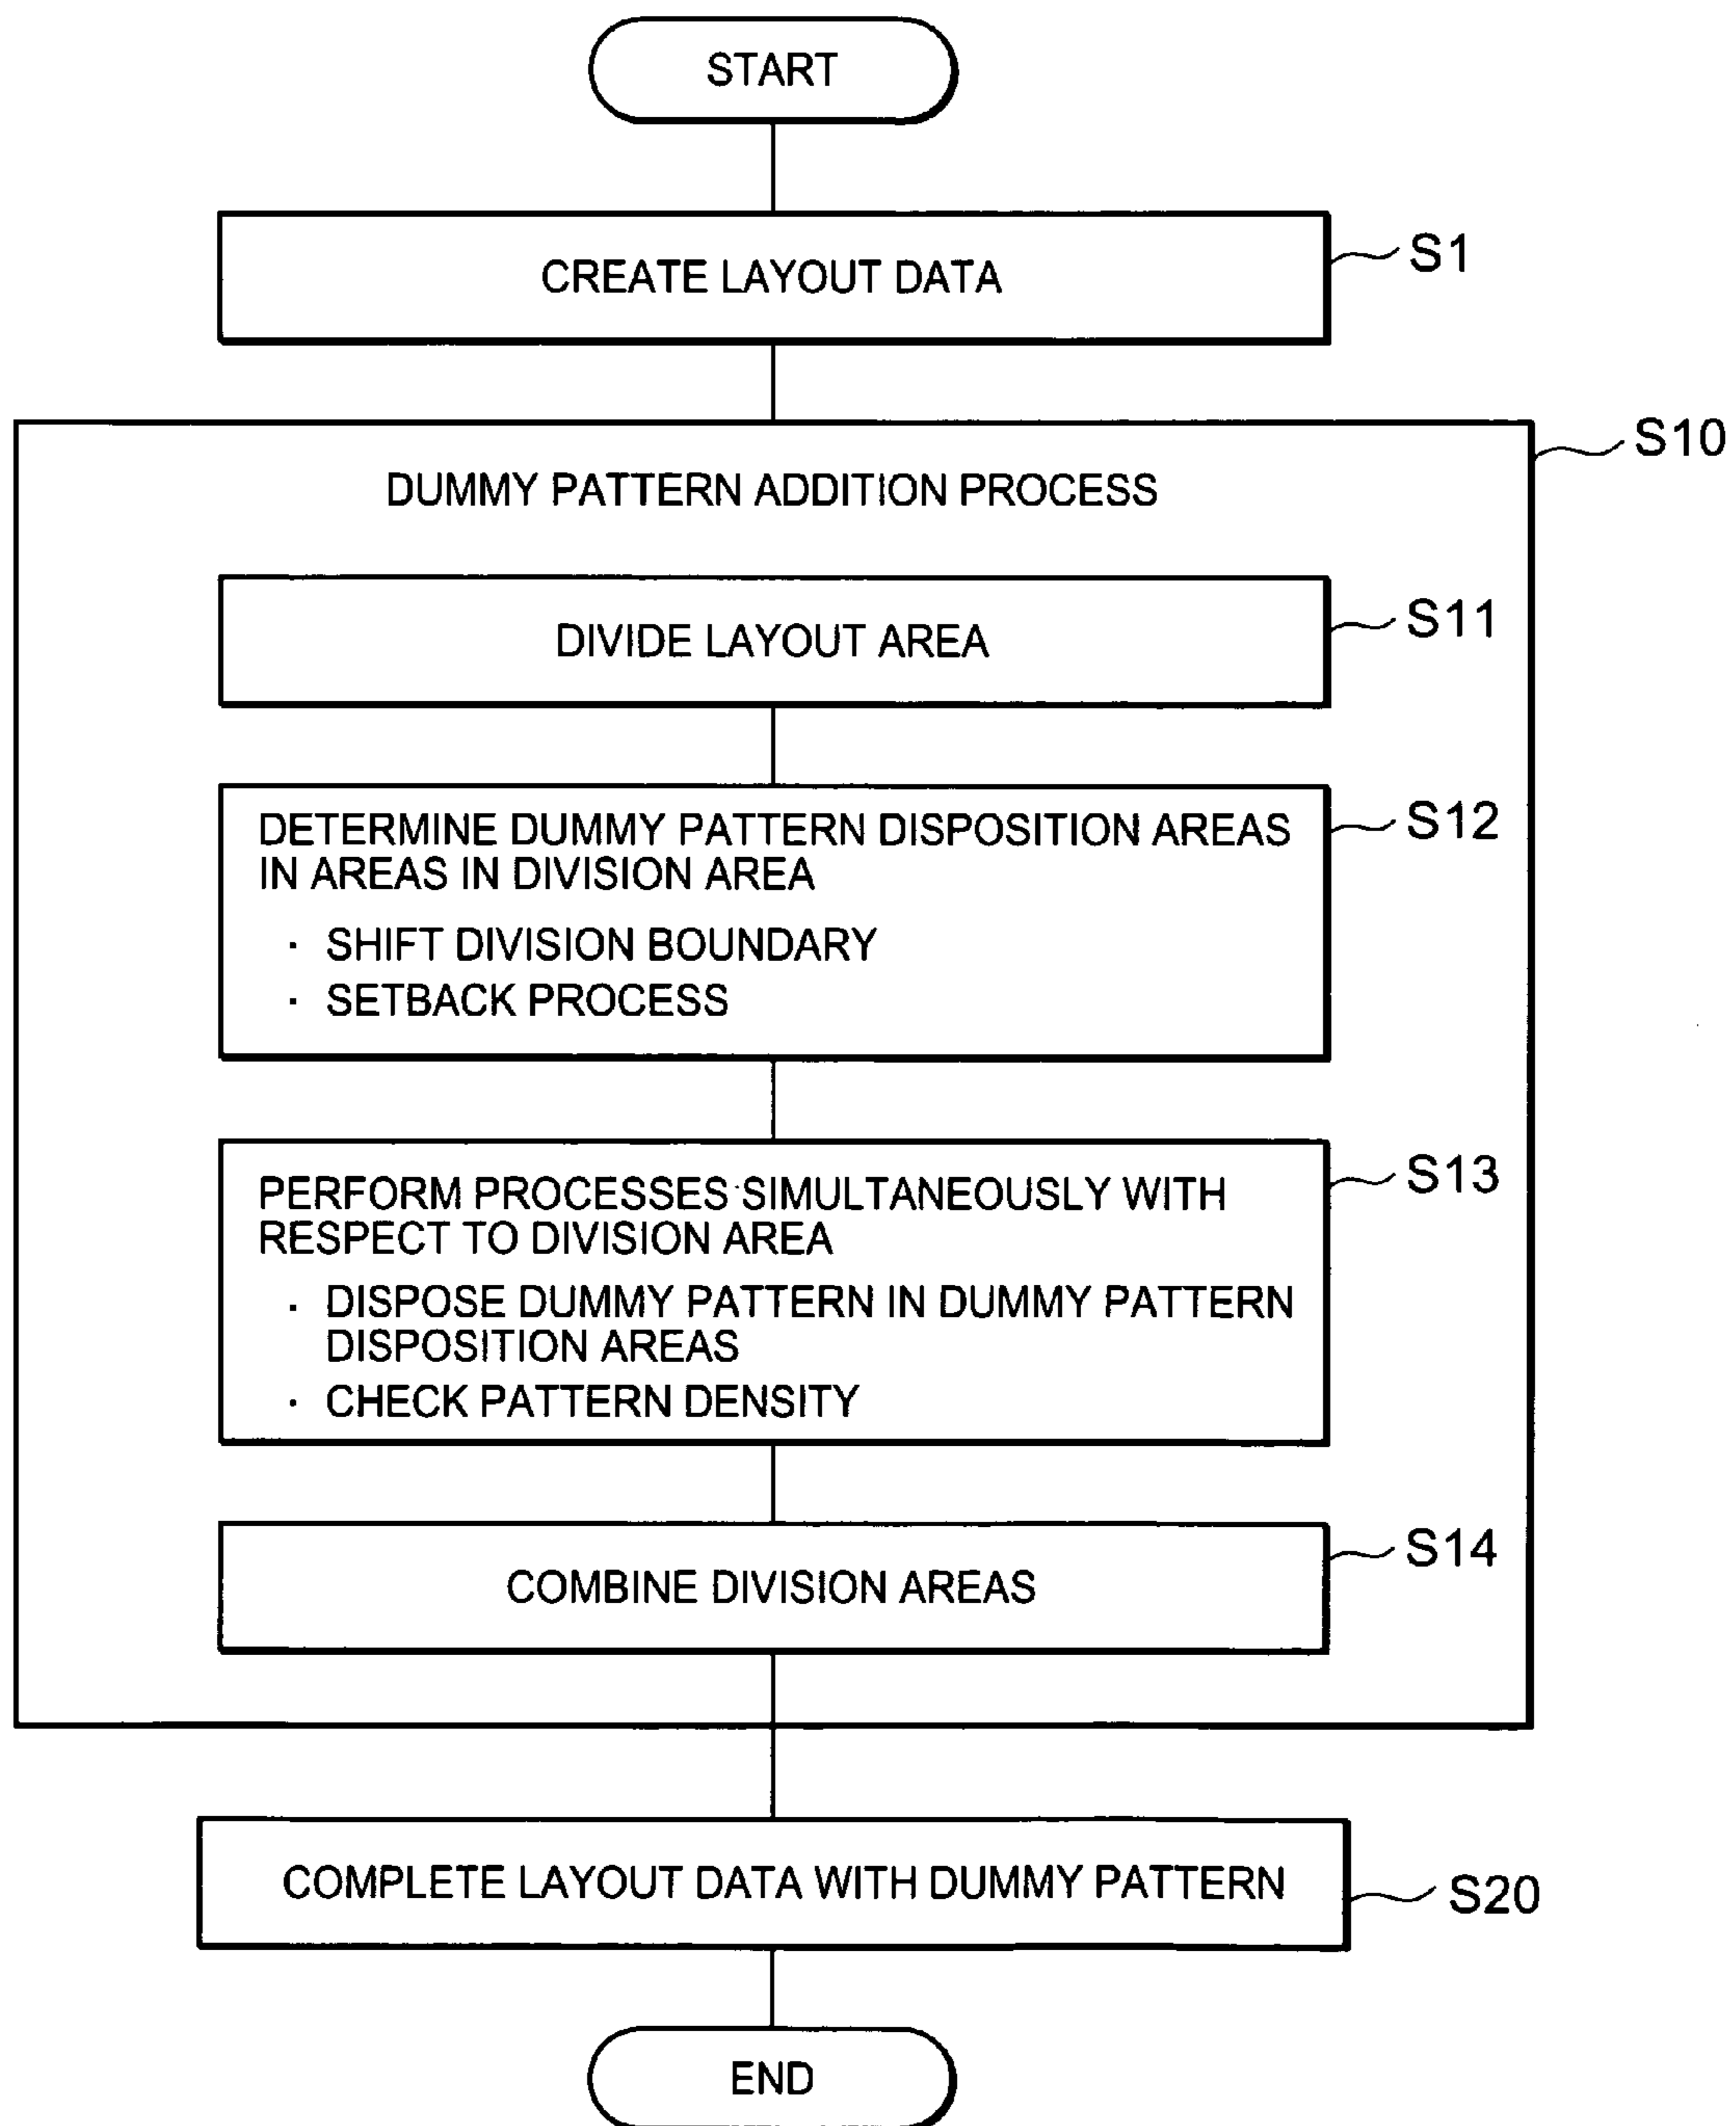 START
CREATE LAYOUT DATA
S1
S10
DUMMY PATTERN ADDITION PROCESS
DIVIDE LAYOUT AREA
S11
DETERMINE DUMMY PATTERN DISPOSITION AREAS
IN AREAS IN DIVISION AREA
· SHIFT DIVISION BOUNDARY
· SETBACK PROCESS
S12
PERFORM PROCESSES SIMULTANEOUSLY WITH
RESPECT TO DIVISION AREA
· DISPOSE DUMMY PATTERN IN DUMMY PATTERN
DISPOSITION AREAS
· CHECK PATTERN DENSITY
S13
COMBINE DIVISION AREAS
S14
COMPLETE LAYOUT DATA WITH DUMMY PATTERN
S20
END